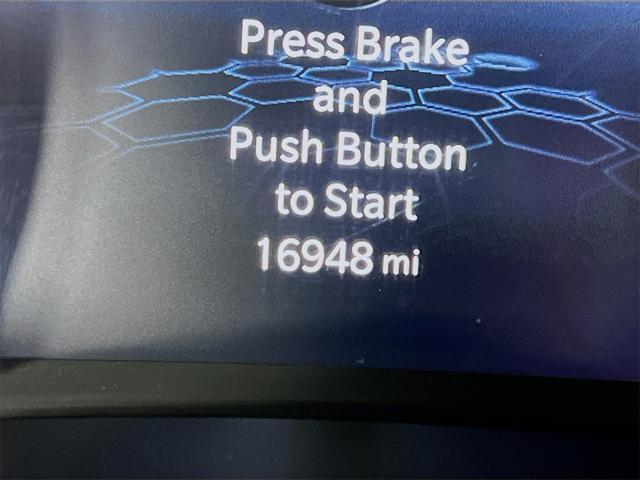 Press Brake
and
Push Button
to Start
16948 mi